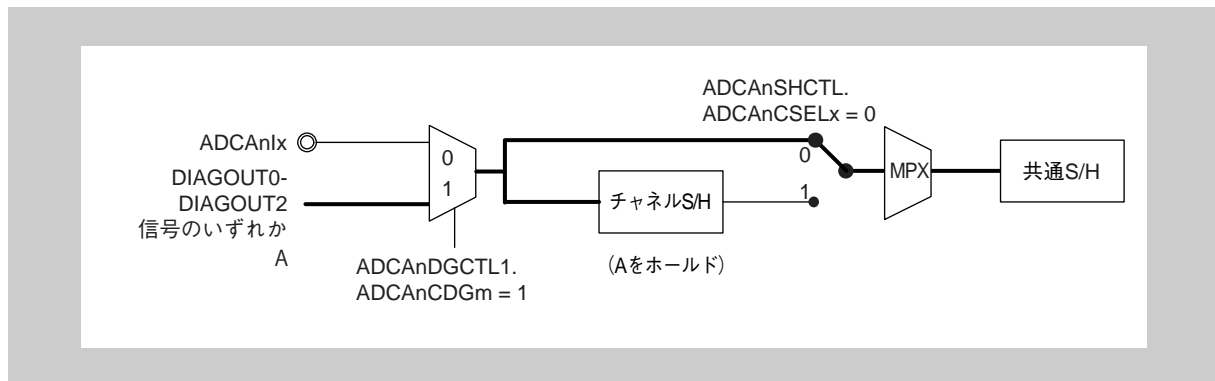 ADCAnSHCTL.
ADCAnCSELx = 0
ADCAnIx
0
1
DIAGOUT0-
DIAGOUT2
信号のいずれか
A
ADCAnDGCTL1.
ADCAnCDGm = 1
チャネルS/H
(Aをホールド)
0
1
MPX
共通S/H